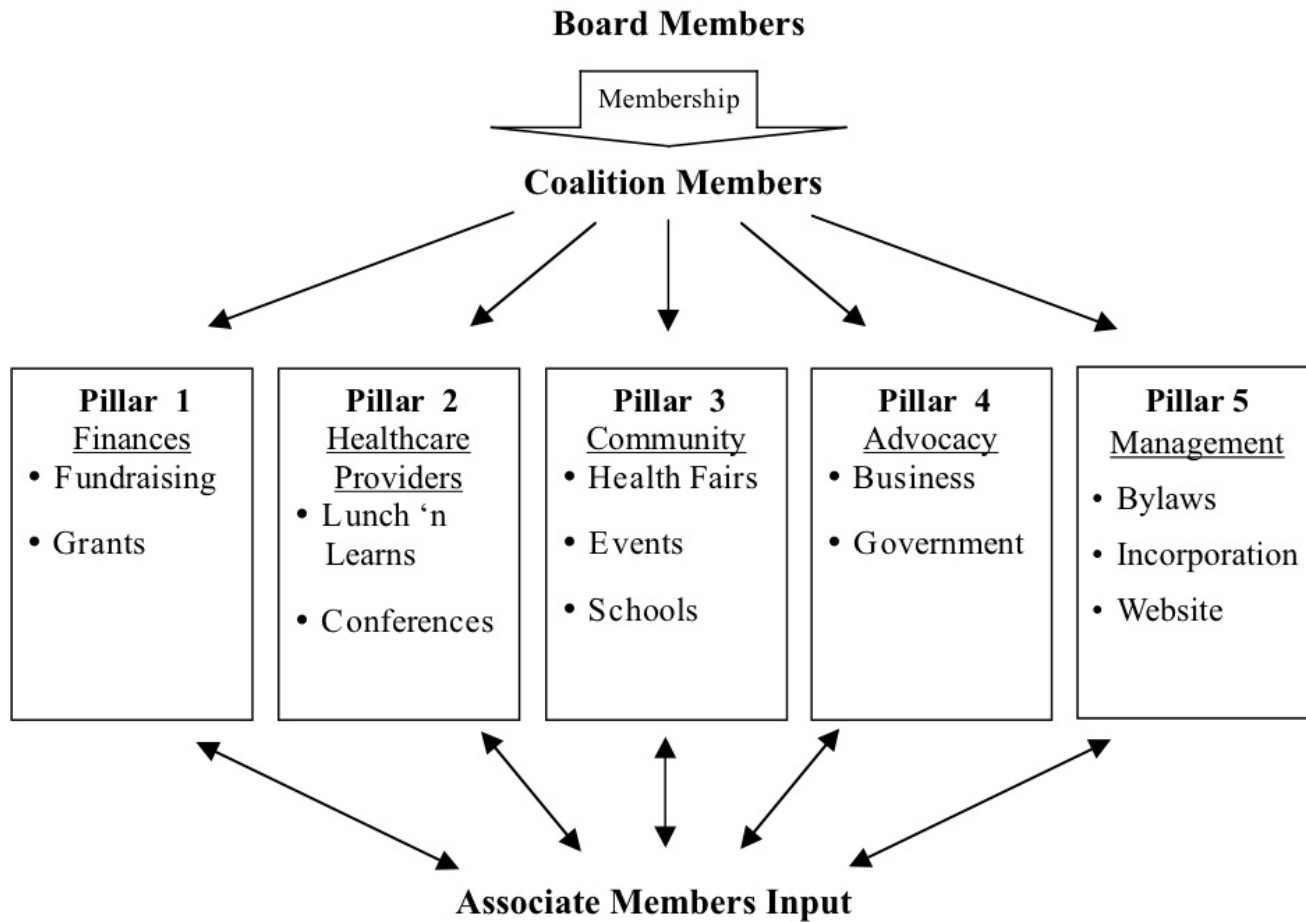 Board Members
Membership
Coalition Members
Pillar 1
Finances
• Fundraising
• Grants
Pillar 2
Healthcare
Providers
• Lunch ‘n
Learns
• Conferences
Pillar 3
Community
• Health Fairs
• Events
• Schools
Pillar 4
Advocacy
• Business
• Government
Pillar 5
Management
• Bylaws
• Incorporation
• Website
Associate Members Input